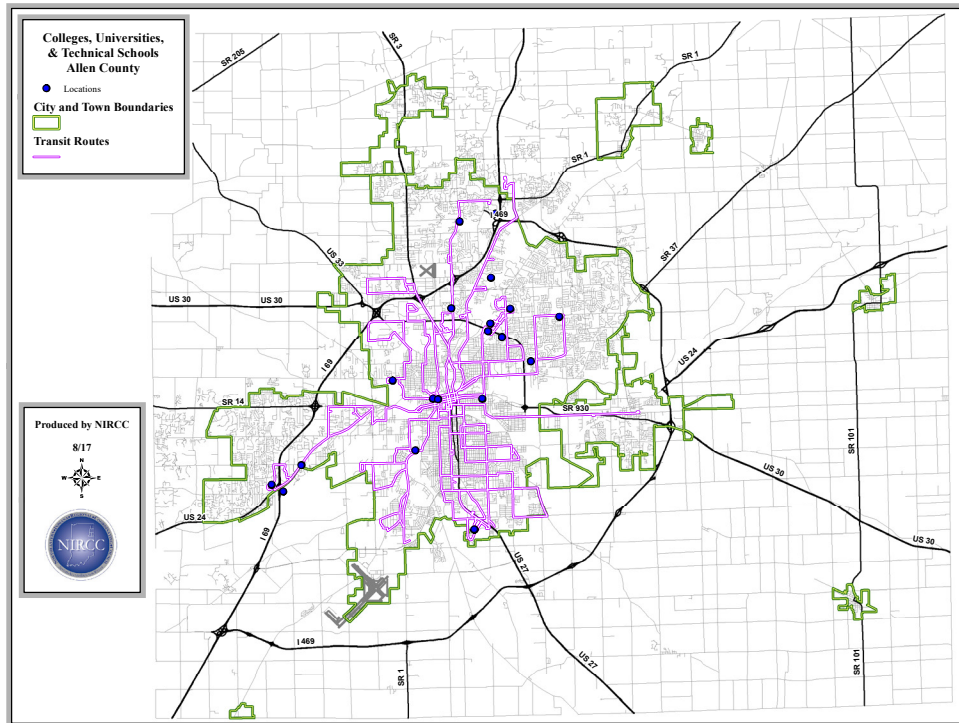 Colleges, Universities,
& Technical Schools
Allen County
Locations
City and Town Boundaries
Transit Routes
SR 205
SR 3
SR 1
SR 1
I 469
US 33
SR 37
US 30
US 30
US 24
I 69
SR 14
SR 930
SR 101
US 30
US 24
I 69
US 30
US 27
I 469
SR 1
US 27
SR 101
Produced by NIRCC
8/17
N
W
E
S
NIRCC